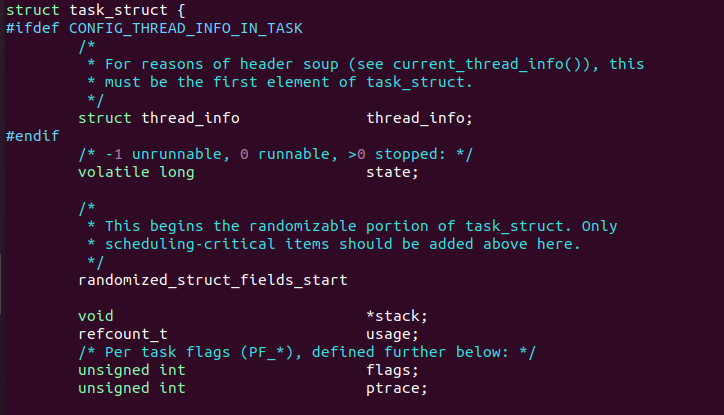 struct task_struct {
#ifdef CONFIG_THREAD_INFO_IN_TASK
        /*
         * For reasons of header soup (see current_thread_info()), this
         * must be the first element of task_struct.
         */
        struct thread_info              thread_info;
#endif
        /* -1 unrunnable, 0 runnable, >0 stopped: */
        volatile long                   state;

        /*
         * This begins the randomizable portion of task_struct. Only
         * scheduling-critical items should be added above here.
         */
        randomized_struct_fields_start

        void                            *stack;
        refcount_t                      usage;
        /* Per task flags (PF_*), defined further below: */
        unsigned int                    flags;
        unsigned int                    ptrace;